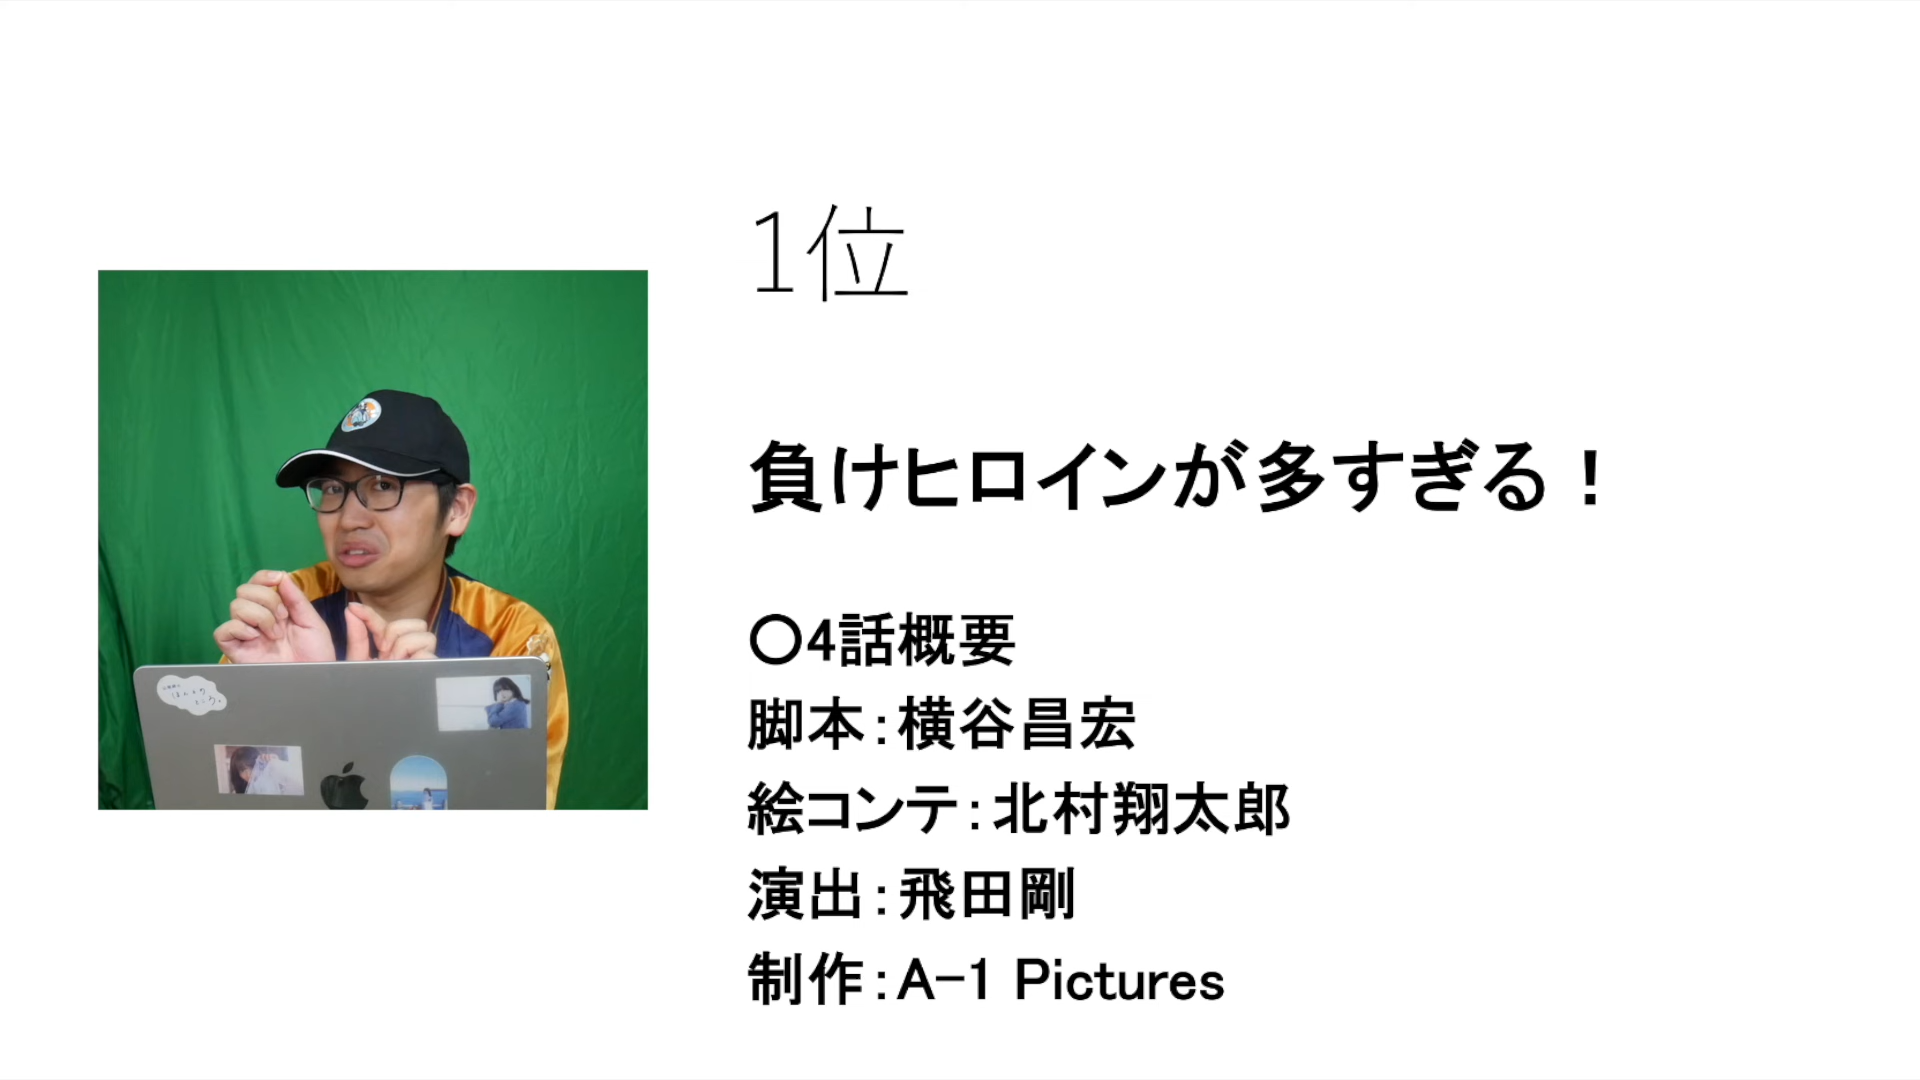 1位
負けヒロインが多すぎる！
〇4話概要
脚本：横谷昌宏
絵コンテ：北村翔太郎
演出：飛田剛
制作：A-1 Pictures